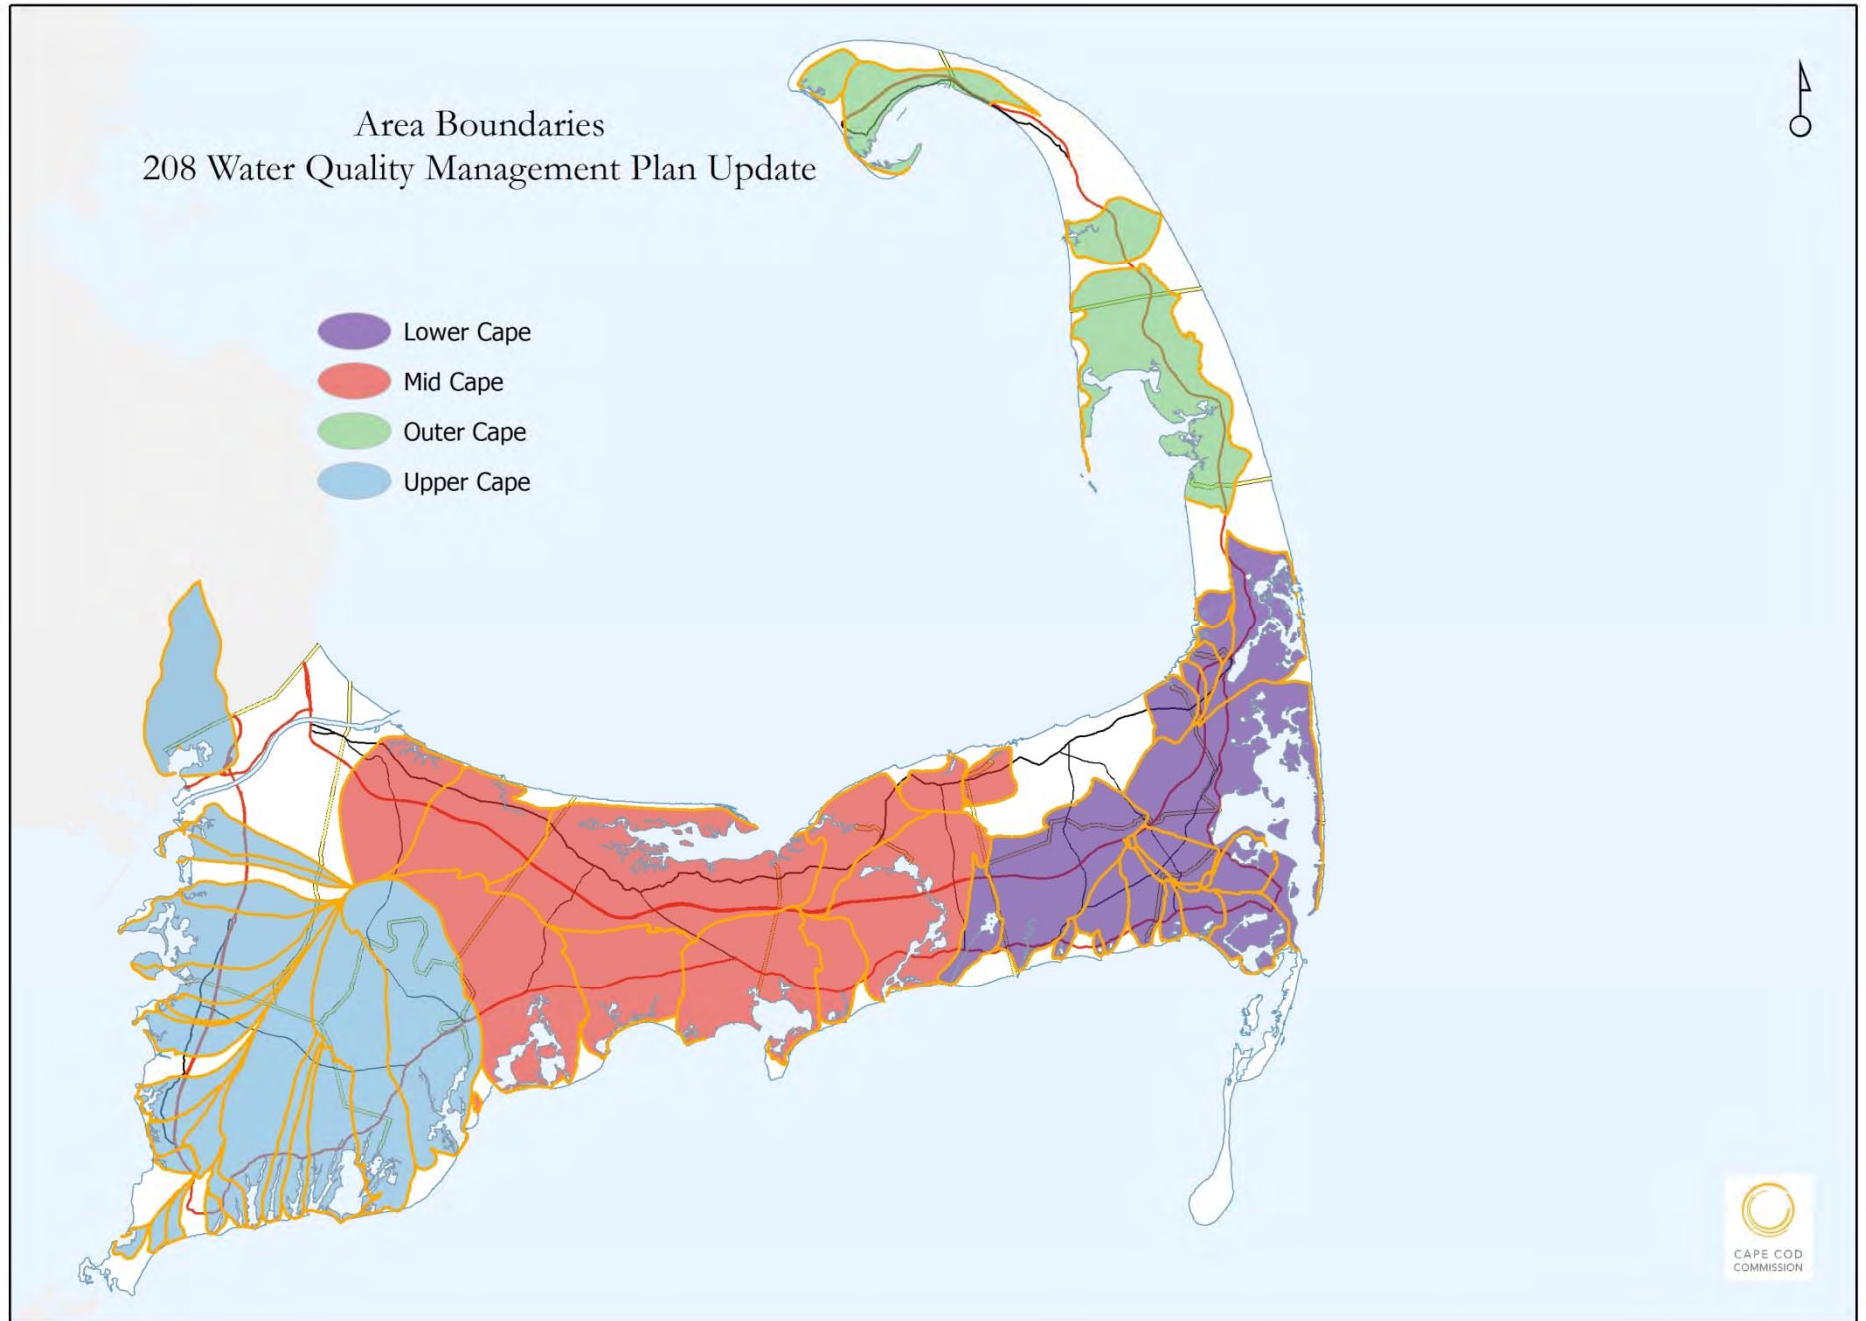 Area Boundaries
208 Water Quality Management Plan Update
Lower Cape
Mid Cape
Outer Cape
Upper Cape
CAPE COD
COMMISSION